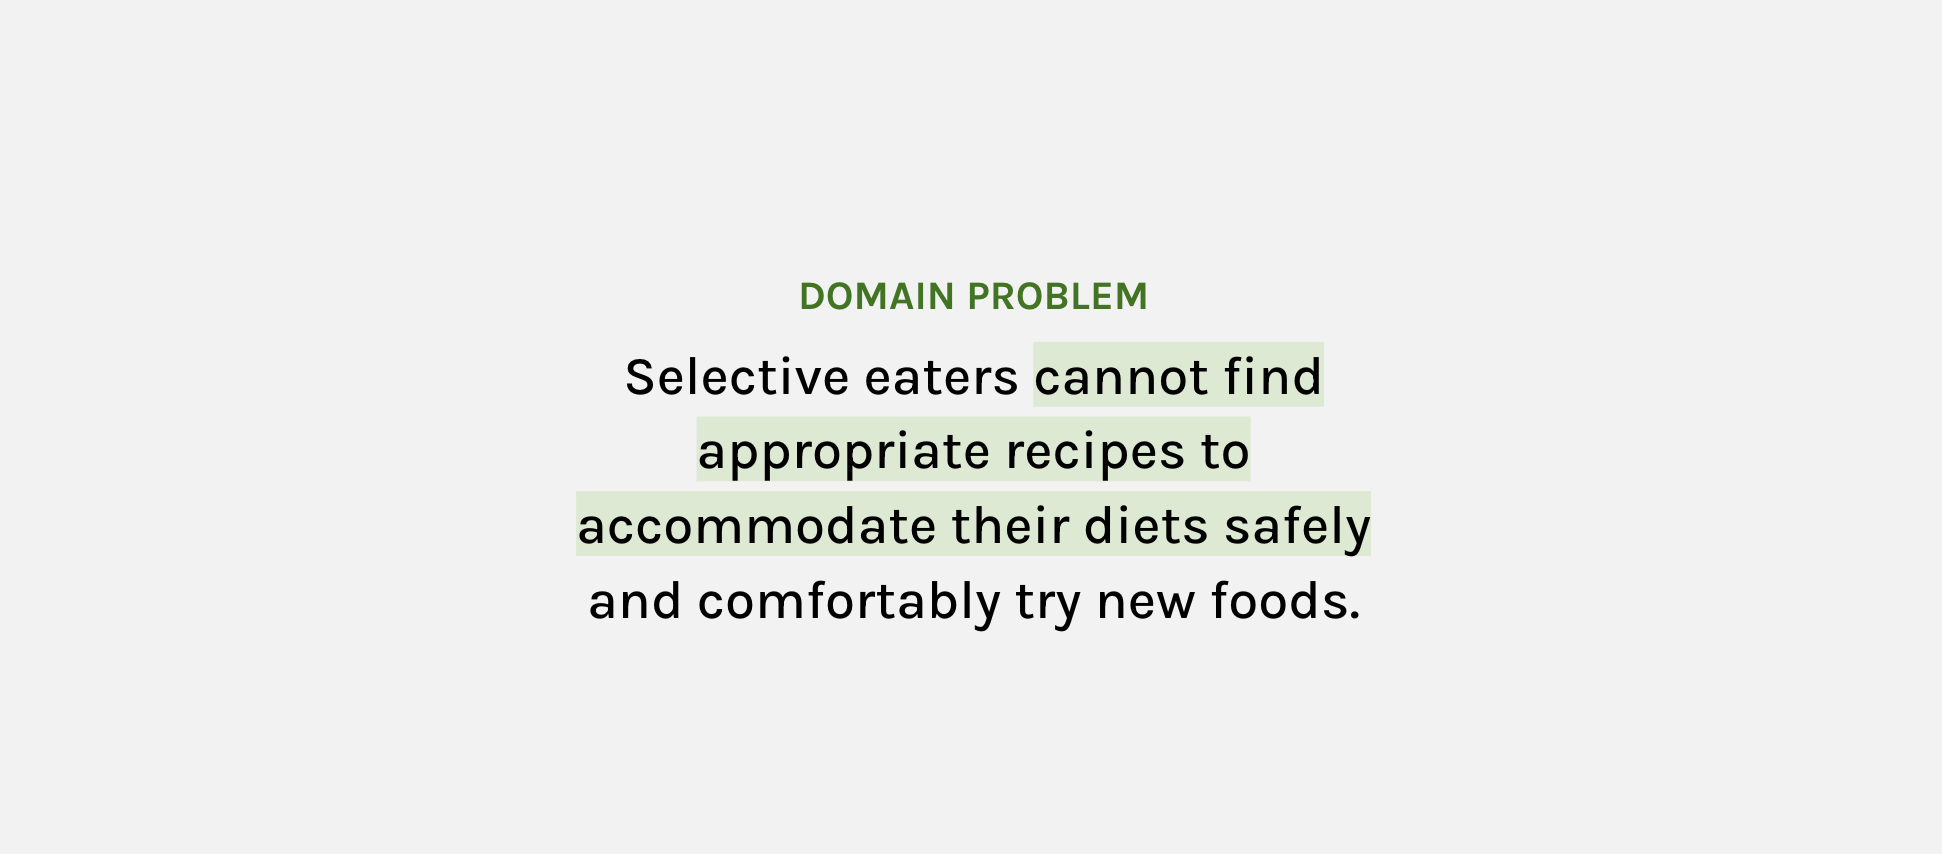 DOMAIN PROBLEM
Selective eaters cannot find
appropriate recipes to
accommodate their diets safely
and comfortably try new foods.